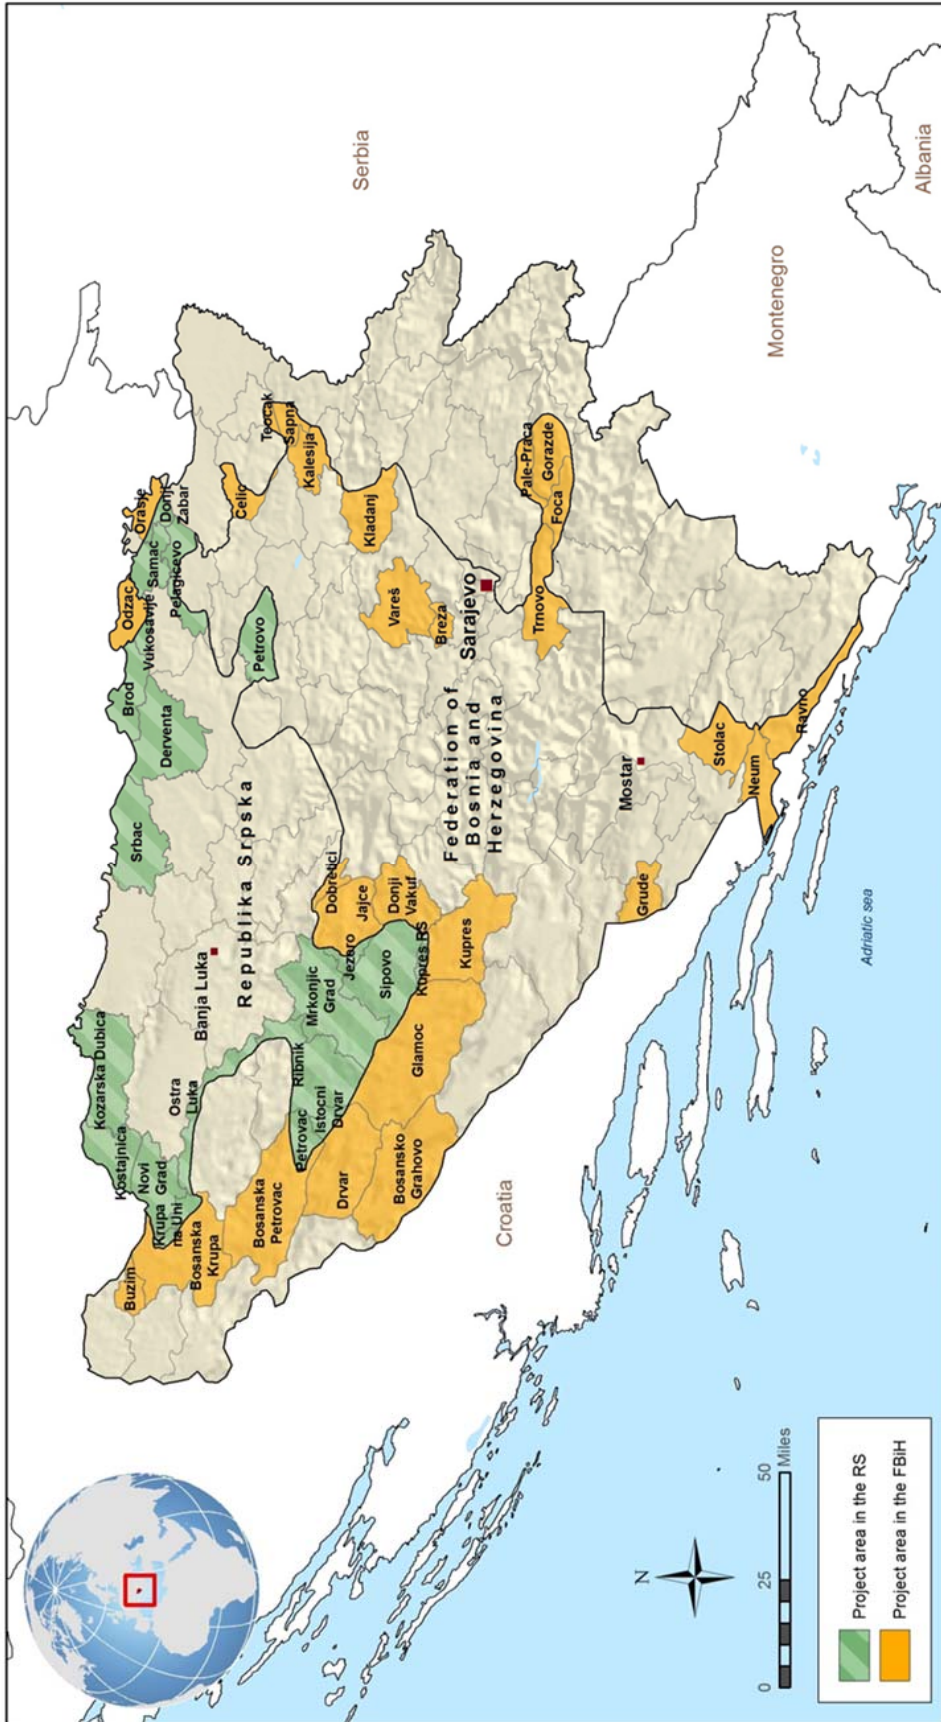 Serbia
Montenegro
Albania
Croatia
Adriatic sea
Republika Srpska
Federation of
Bosnia and
Herzegovina
Banja Luka
Sarajevo
Mostar
Kozarska Dubica
Kostajnica
Novi
Grad
Krupa
na Uni
Ostra
Luka
Buzim
Bosanska
Krupa
Bosanska
Petrovac
Petrovac
Istocni
Drvar
Ribnik
Mrkonjic
Grad
Jezero
Sipovo
Kupres RS
Drvar
Bosansko
Grahovo
Glamoc
Kupres
Dobretici
Jajce
Donji
Vakuf
Srbac
Derventa
Brod
Odzac
Vukosavlje
Samac
Pelagicevo
Orasje
Donji
Zabar
Petrovo
Celic
Teocak
Sapna
Kalesija
Kladanj
Vareš
Breza
Pale-Praca
Gorazde
Foca
Trnovo
Grude
Stolac
Neum
Ravno
N
0
25
50
Miles
Project area in the RS
Project area in the FBiH